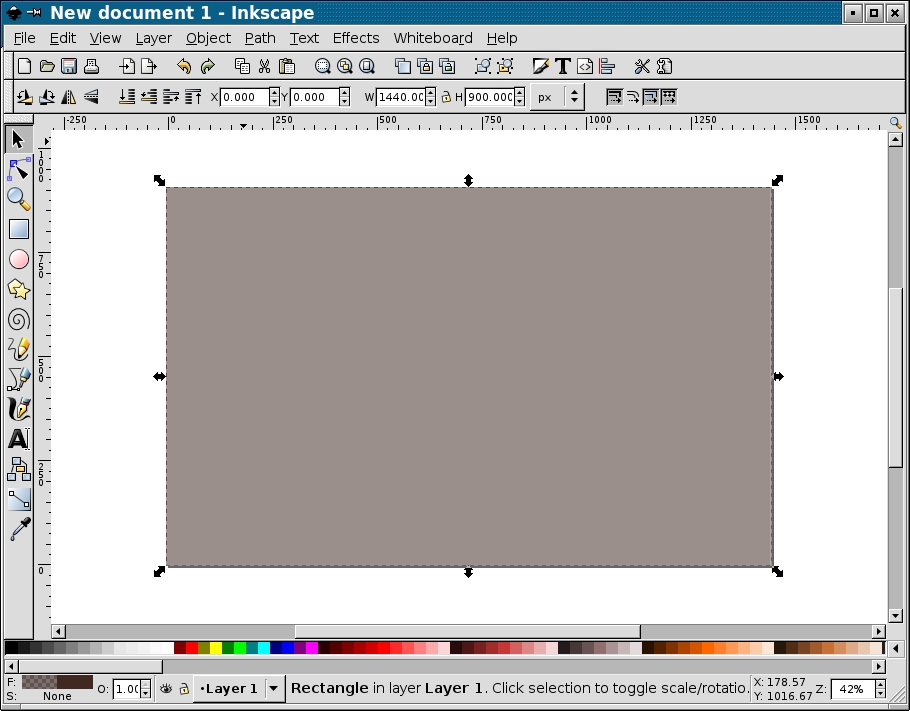 New document 1 - Inkscape
File Edit View Layer Object Path Text Effects Whiteboard Help
X 0.000 Y 0.000 W 1440.00 H 900.000 px
-250 0 250 500 750 1000 1250 1500
1000
750
500
250
0
F: O: 1.00 •Layer 1 Rectangle in layer Layer 1. Click selection to toggle scale/rotatio. X: 178.57 Z: 42%
S: None Y: 1016.67